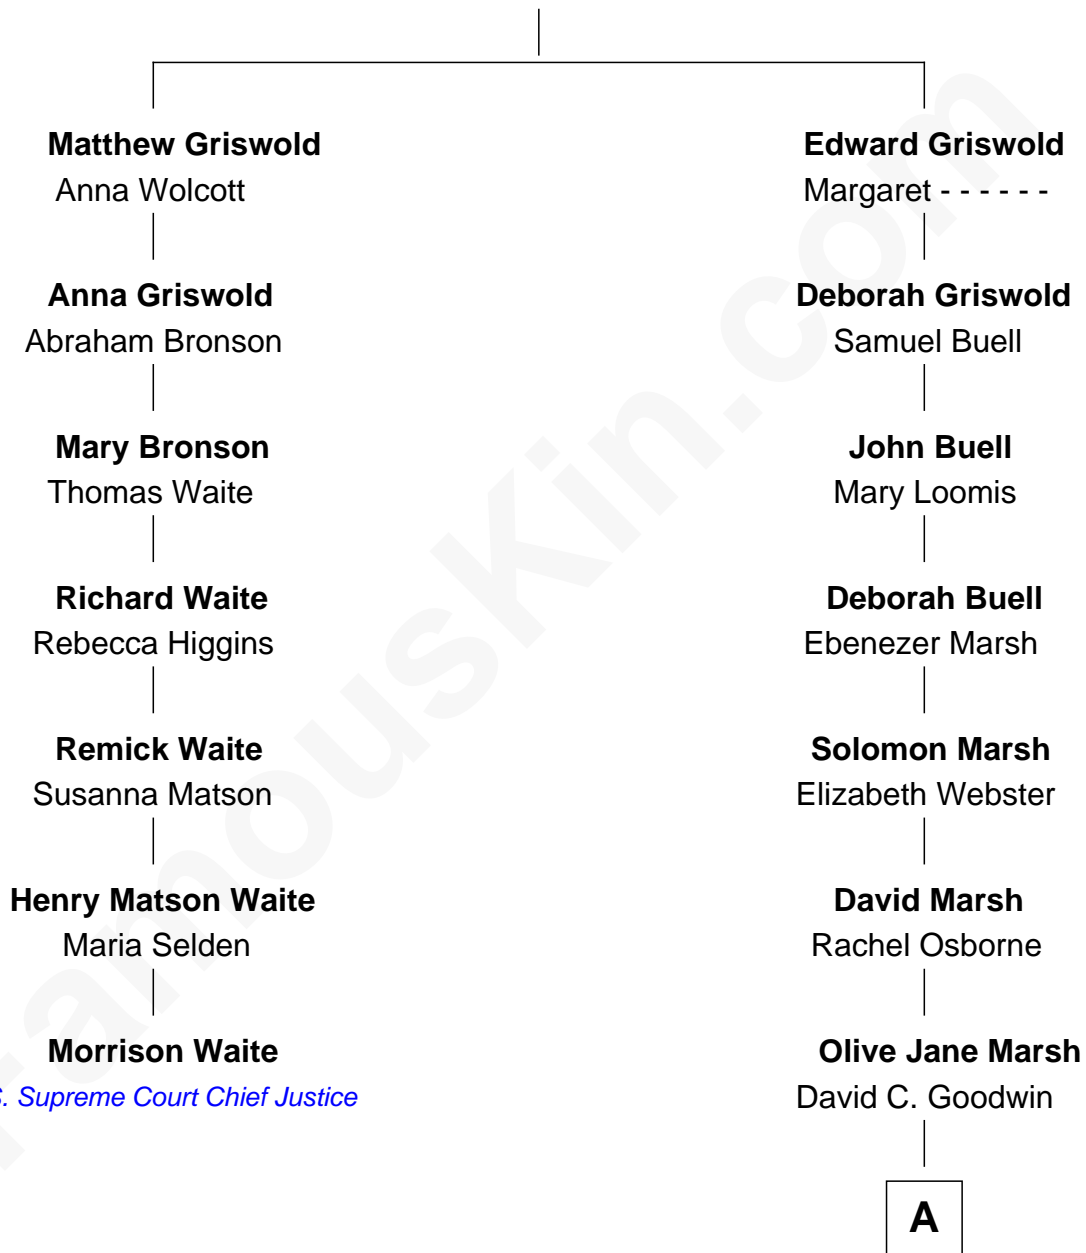 Matthew Griswold
Anna Wolcott
Anna Griswold
Abraham Bronson
Mary Bronson
Thomas Waite
Richard Waite
Rebecca Higgins
Remick Waite
Susanna Matson
Henry Matson Waite
Maria Selden
Morrison Waite
S. Supreme Court Chief Justice
Edward Griswold
Margaret - - - - - -
Deborah Griswold
Samuel Buell
John Buell
Mary Loomis
Deborah Buell
Ebenezer Marsh
Solomon Marsh
Elizabeth Webster
David Marsh
Rachel Osborne
Olive Jane Marsh
David C. Goodwin
A
FamousKin.com